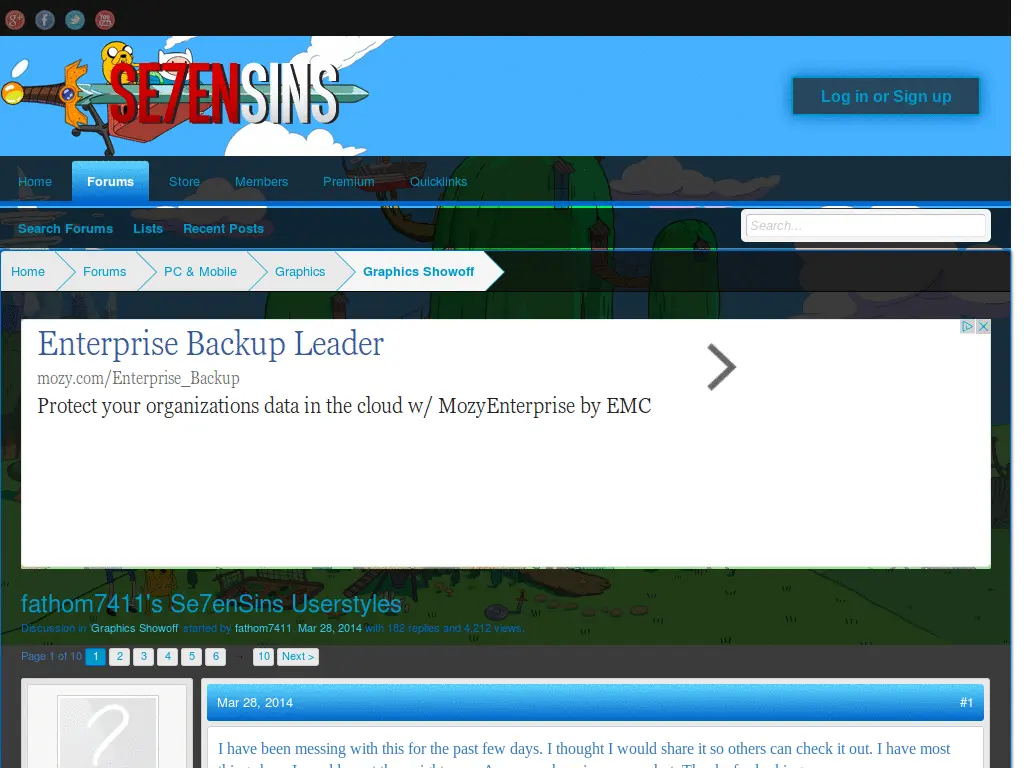 SE7ENSINS
Log in or Sign up
Home Forums Store Members Premium Quicklinks
Search Forums Lists Recent Posts Search...
Home Forums PC & Mobile Graphics Graphics Showoff
Enterprise Backup Leader
mozy.com/Enterprise_Backup
Protect your organizations data in the cloud w/ MozyEnterprise by EMC
fathom7411's Se7enSins Userstyles
Discussion in 'Graphics Showoff' started by fathom7411, Mar 28, 2014 with 182 replies and 4,212 views.
Page 1 of 10 1 2 3 4 5 6 → 10 Next >
Mar 28, 2014 #1
I have been messing with this for the past few days. I thought I would share it so others can check it out. I have most